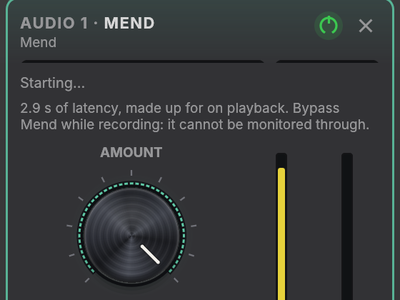 AUDIO 1 · MEND
Mend
Starting...
2.9 s of latency, made up for on playback. Bypass
Mend while recording: it cannot be monitored through.
AMOUNT